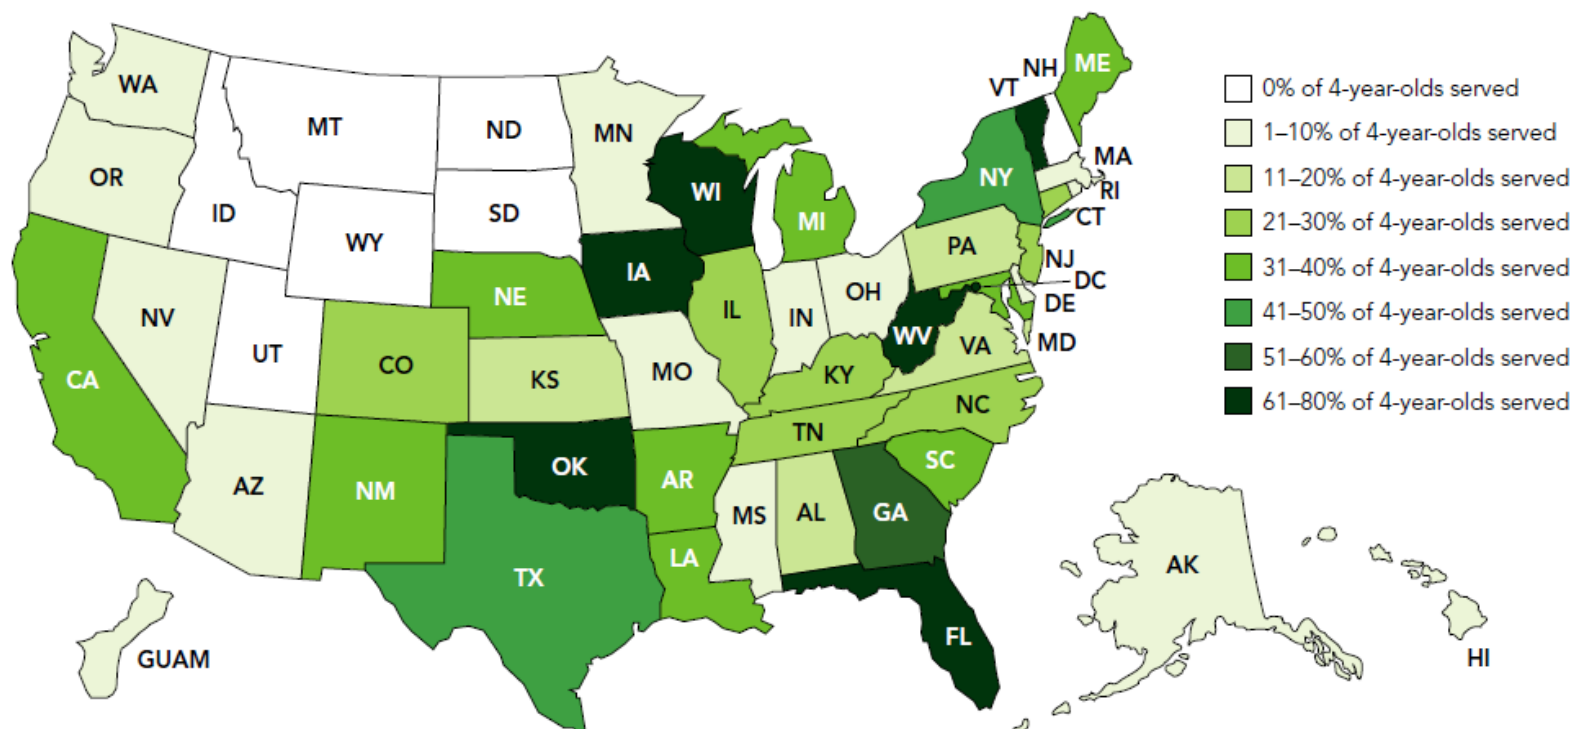 WA
MT
ND
MN
OR
ID
SD
WY
WI
MI
VT
NH
ME
NY
MA
RI
CT
NV
UT
CO
NE
IA
IL
IN
OH
PA
NJ
DC
DE
MD
CA
KS
MO
KY
WV
VA
AZ
NM
OK
AR
TN
NC
SC
TX
LA
MS
AL
GA
FL
GUAM
AK
HI
0% of 4-year-olds served
1–10% of 4-year-olds served
11–20% of 4-year-olds served
21–30% of 4-year-olds served
31–40% of 4-year-olds served
41–50% of 4-year-olds served
51–60% of 4-year-olds served
61–80% of 4-year-olds served